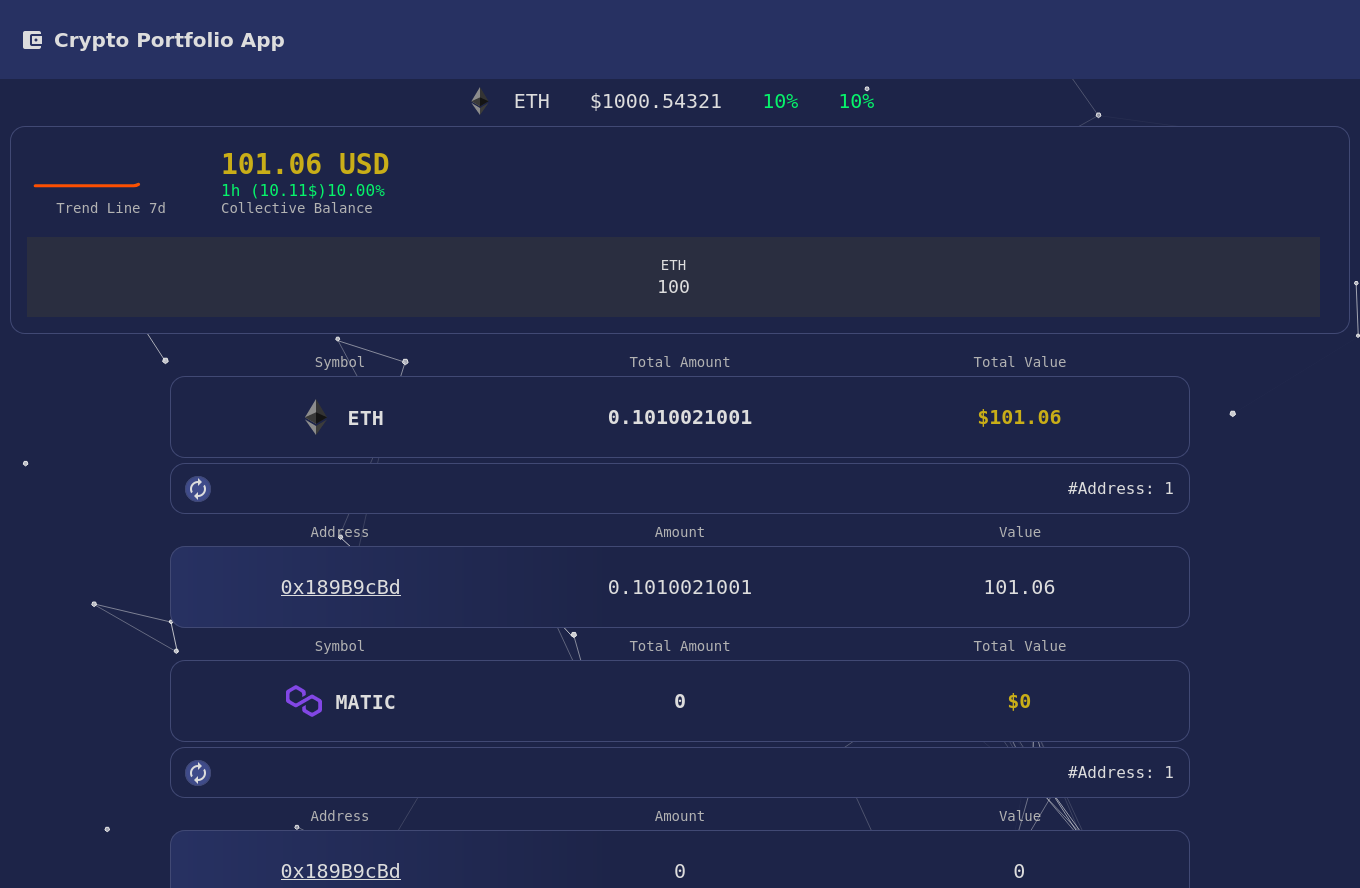 Crypto Portfolio App
ETH $1000.54321 10% 10%
101.06 USD
1h (10.11$)10.00%
Trend Line 7d Collective Balance
ETH
100
Symbol Total Amount Total Value
ETH 0.1010021001 $101.06
#Address: 1
Address Amount Value
0x189B9cBd 0.1010021001 101.06
Symbol Total Amount Total Value
MATIC 0 $0
#Address: 1
Address Amount Value
0x189B9cBd 0 0